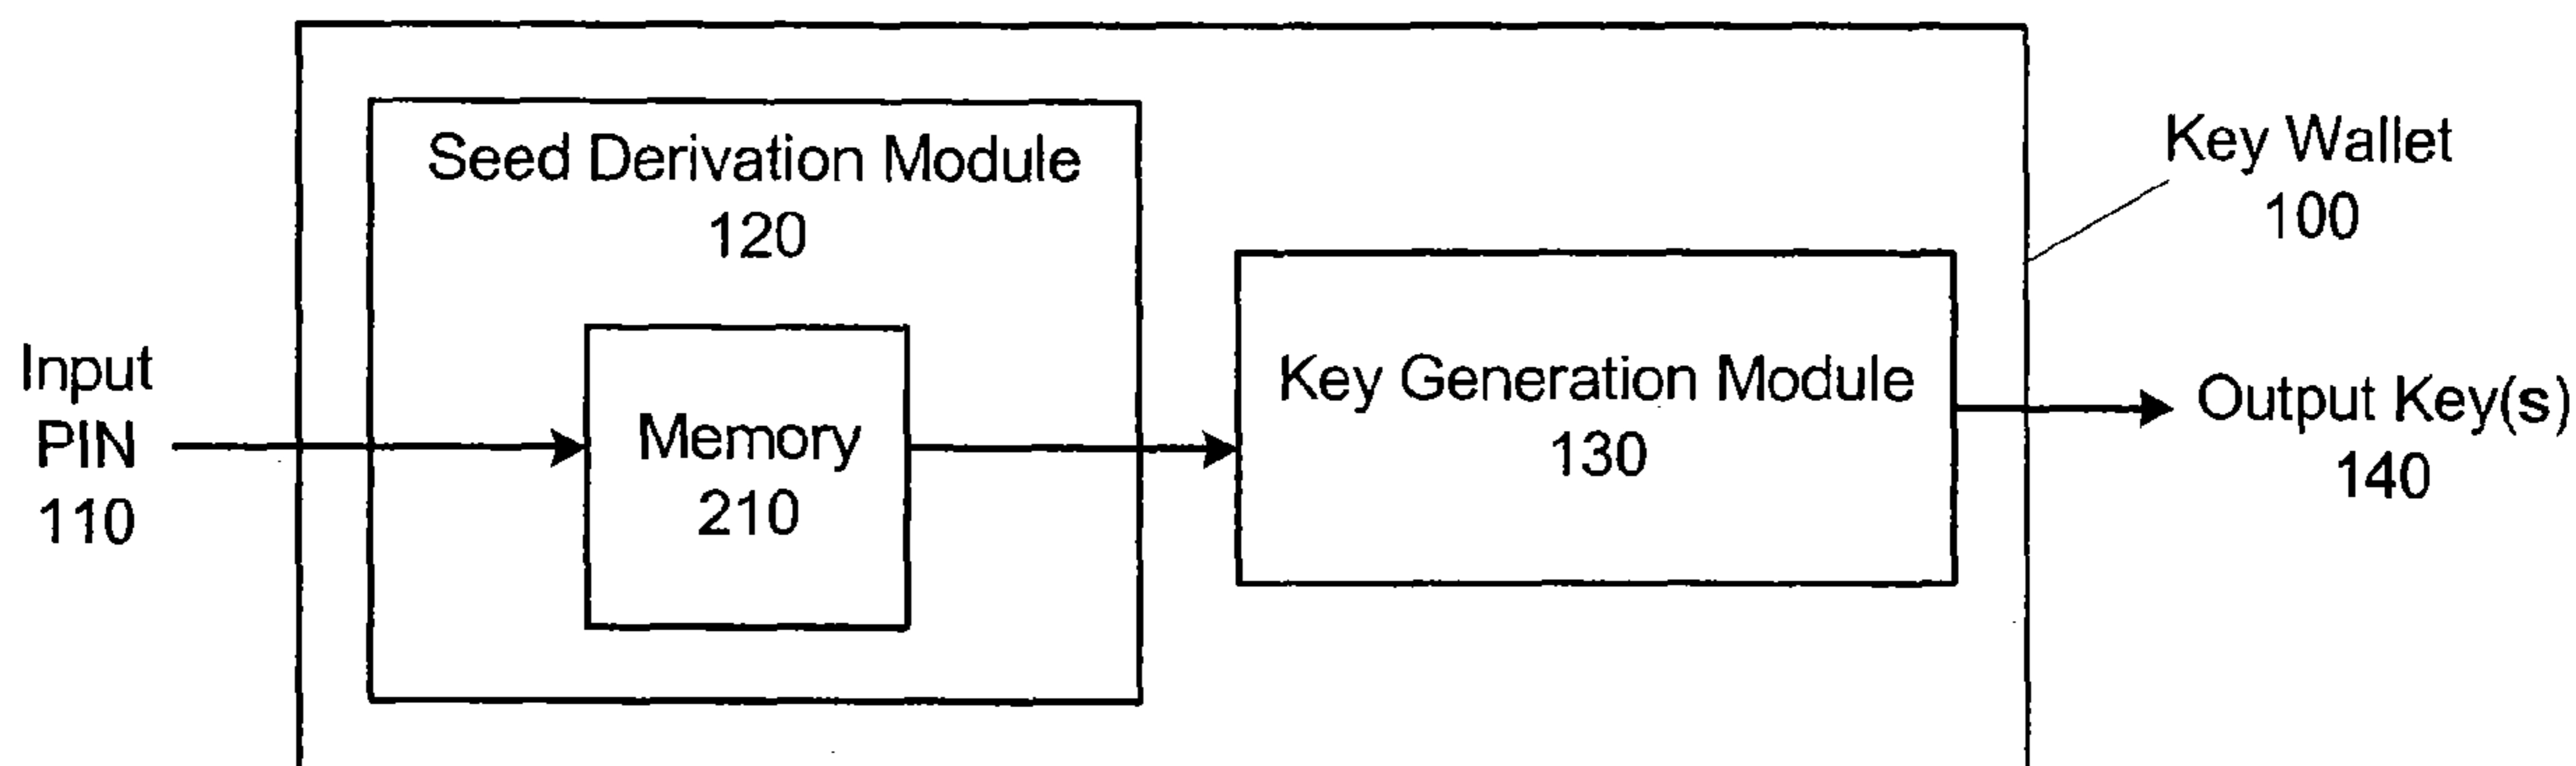 Seed Derivation Module
120
Key Wallet
100
Input
PIN
110
Memory
210
Key Generation Module
130
Output Key(s)
140